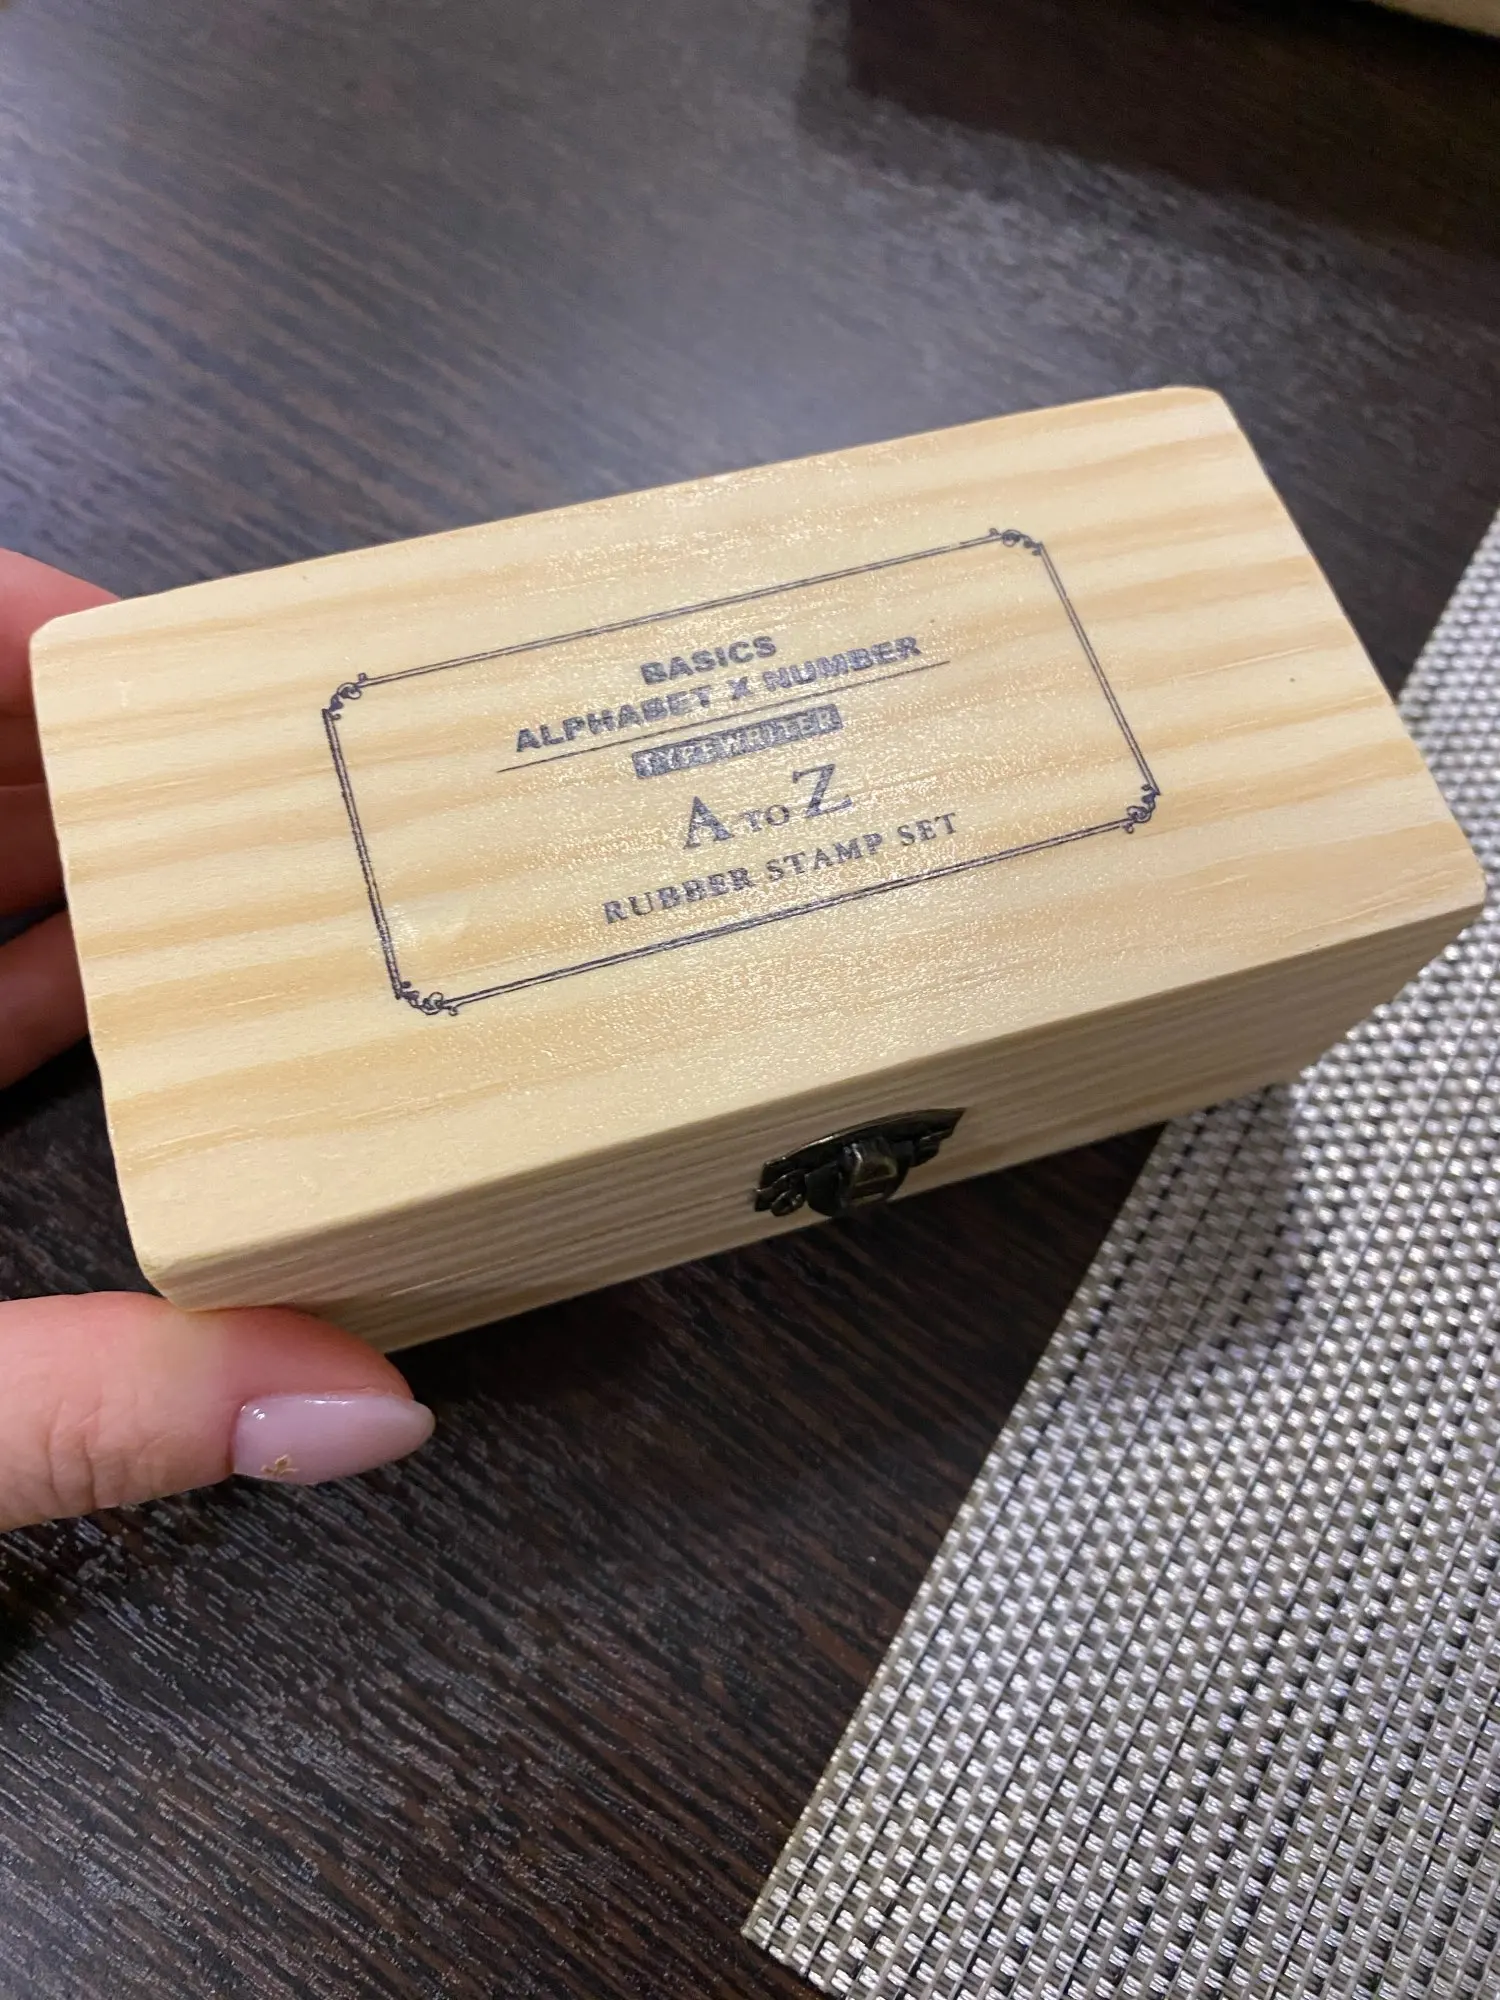 BASICS
ALPHABET X NUMBER
TYPEWRITER
A TO Z
RUBBER STAMP SET